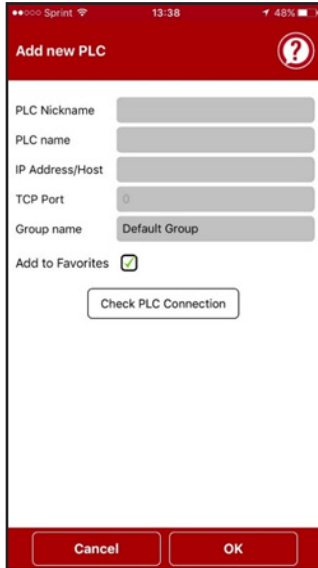 Sprint 13:38 48%
Add new PLC ?
PLC Nickname
PLC name
IP Address/Host
TCP Port 0
Group name Default Group
Add to Favorites
Check PLC Connection
Cancel OK